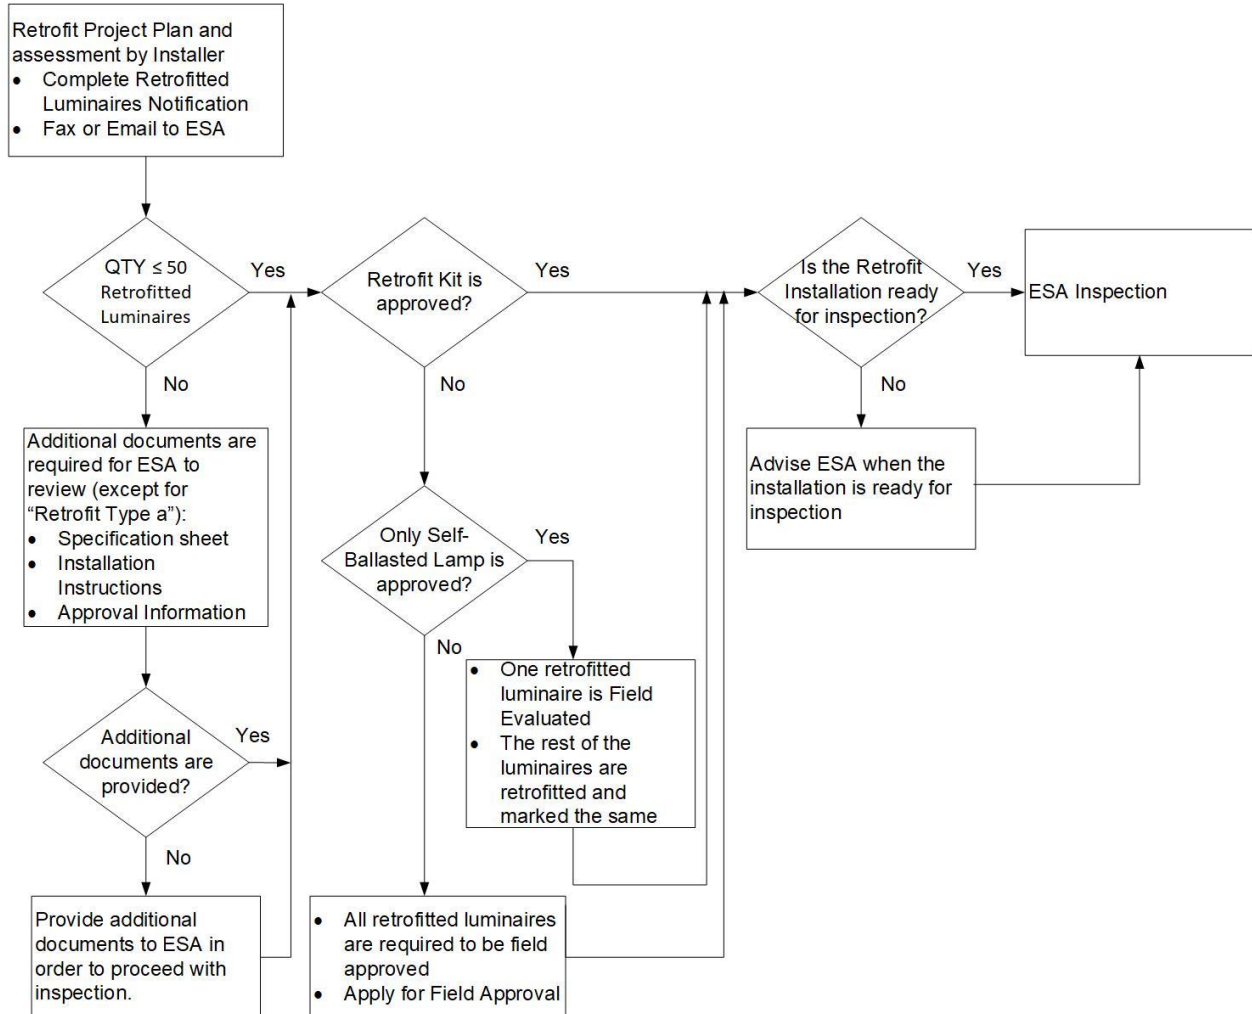 Retrofit Project Plan and
assessment by Installer
• Complete Retrofitted
Luminaires Notification
• Fax or Email to ESA
QTY ≤ 50
Retrofitted
Luminaires
Yes
No
Retrofit Kit is
approved?
Yes
No
Is the Retrofit
Installation ready
for inspection?
Yes
No
ESA Inspection
Additional documents are
required for ESA to
review (except for
“Retrofit Type a”):
• Specification sheet
• Installation
Instructions
• Approval Information
Advise ESA when the
installation is ready for
inspection
Only Self-
Ballasted Lamp is
approved?
Yes
No
• One retrofitted
luminaire is Field
Evaluated
• The rest of the
luminaires are
retrofitted and
marked the same
Additional
documents are
provided?
Yes
No
Provide additional
documents to ESA in
order to proceed with
inspection.
• All retrofitted luminaires
are required to be field
approved
• Apply for Field Approval